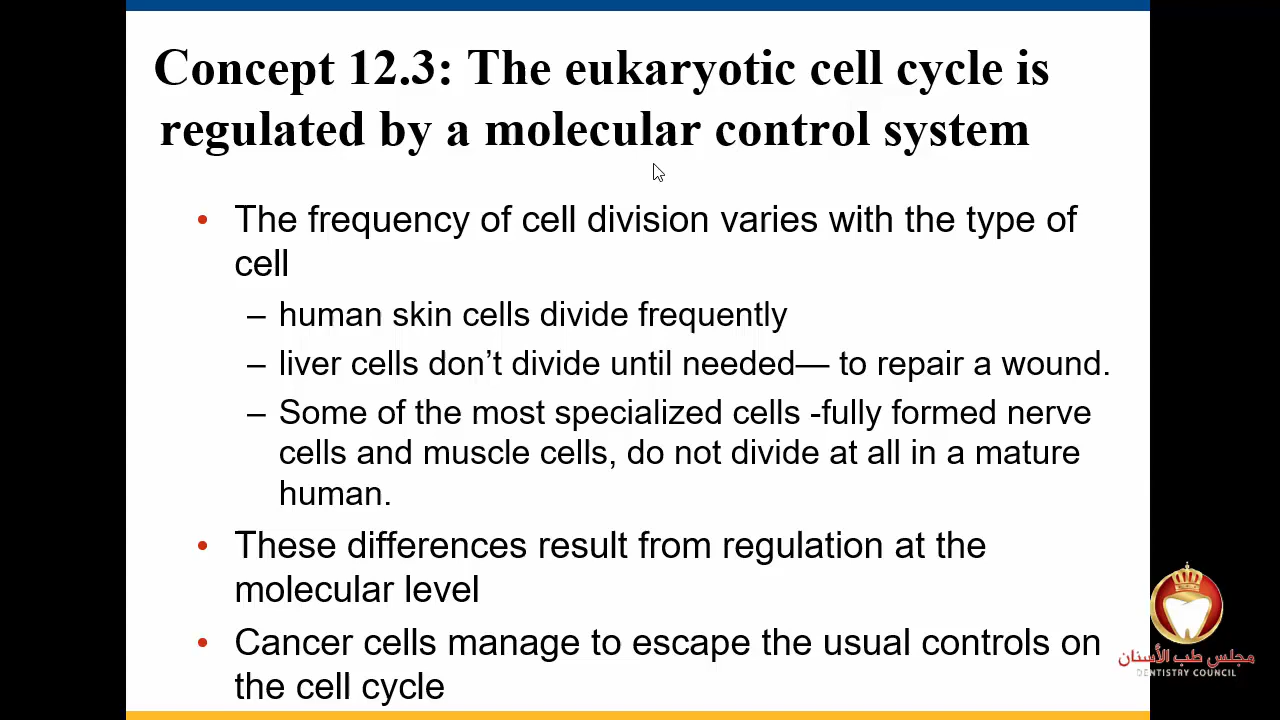 Concept 12.3: The eukaryotic cell cycle is
regulated by a molecular control system
• The frequency of cell division varies with the type of
cell
– human skin cells divide frequently
– liver cells don’t divide until needed— to repair a wound.
– Some of the most specialized cells -fully formed nerve
cells and muscle cells, do not divide at all in a mature
human.
• These differences result from regulation at the
molecular level
• Cancer cells manage to escape the usual controls on
the cell cycle
مجلس طب الأسنان
DENTISTRY COUNCIL